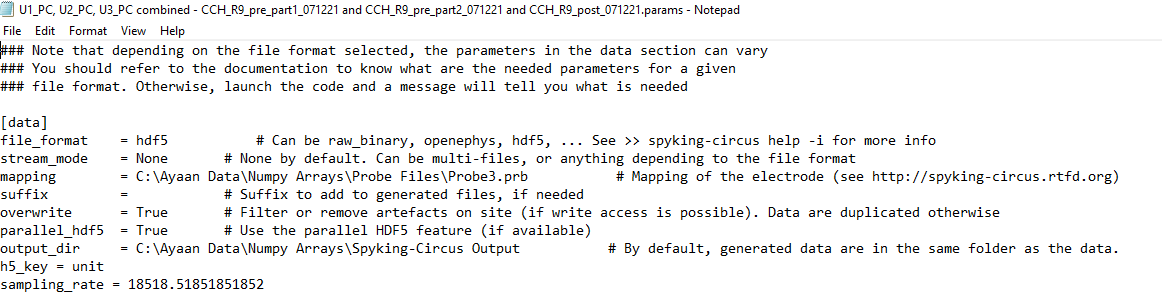 U1_PC, U2_PC, U3_PC combined - CCH_R9_pre_part1_071221 and CCH_R9_pre_part2_071221 and CCH_R9_post_071221.params - Notepad
File Edit Format View Help
### Note that depending on the file format selected, the parameters in the data section can vary
### You should refer to the documentation to know what are the needed parameters for a given
### file format. Otherwise, launch the code and a message will tell you what is needed
[data]
file_format    = hdf5           # Can be raw_binary, openephys, hdf5, ... See >> spyking-circus help -i for more info
stream_mode    = None       # None by default. Can be multi-files, or anything depending to the file format
mapping        = C:\Ayaan Data\Numpy Arrays\Probe Files\Probe3.prb            # Mapping of the electrode (see http://spyking-circus.rtfd.org)
suffix         =            # Suffix to add to generated files, if needed
overwrite      = True       # Filter or remove artefacts on site (if write access is possible). Data are duplicated otherwise
parallel_hdf5  = True       # Use the parallel HDF5 feature (if available)
output_dir     = C:\Ayaan Data\Numpy Arrays\Spyking-Circus Output           # By default, generated data are in the same folder as the data.
h5_key = unit
sampling_rate = 18518.51851851852